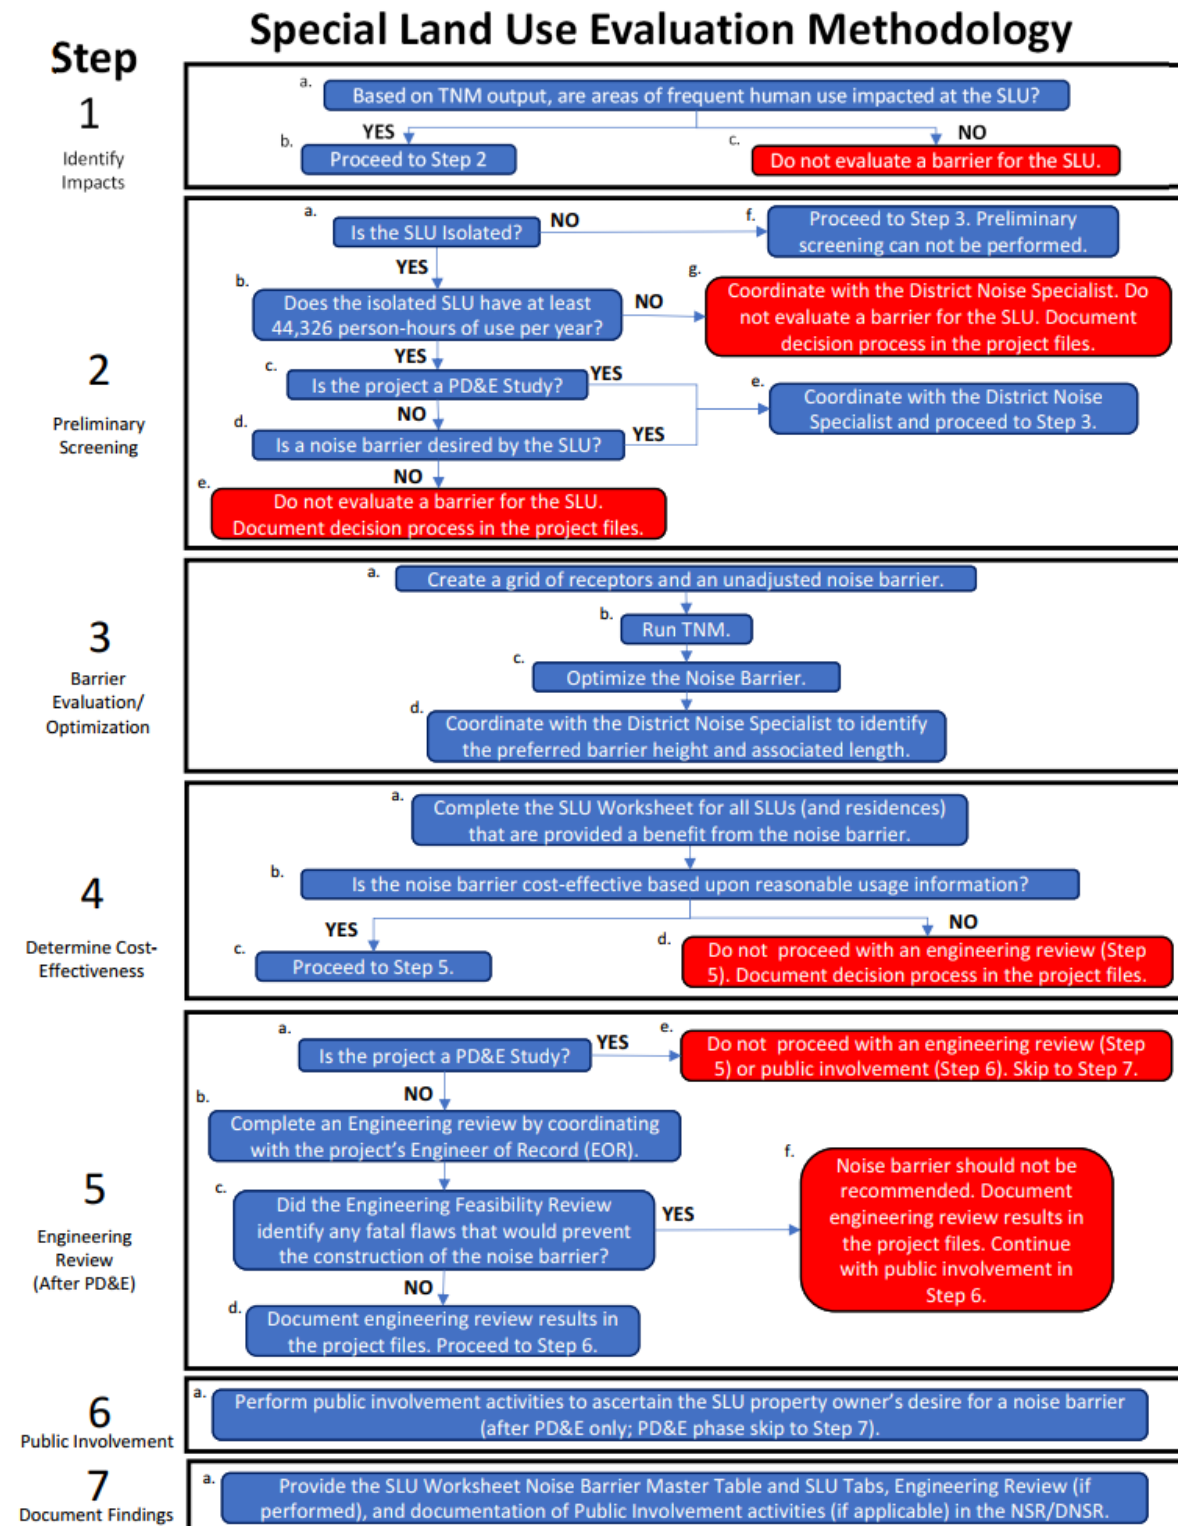 Special Land Use Evaluation Methodology
Step
1
Identify
Impacts
a.
Based on TNM output, are areas of frequent human use impacted at the SLU?
YES
NO
b.
Proceed to Step 2
c.
Do not evaluate a barrier for the SLU.
2
Preliminary
Screening
a.
Is the SLU Isolated?
NO
f.
Proceed to Step 3. Preliminary
screening can not be performed.
YES
b.
Does the isolated SLU have at least
44,326 person-hours of use per year?
NO
g.
Coordinate with the District Noise Specialist. Do
not evaluate a barrier for the SLU. Document
decision process in the project files.
YES
c.
Is the project a PD&E Study?
YES
e.
Coordinate with the District Noise
Specialist and proceed to Step 3.
NO
d.
Is a noise barrier desired by the SLU?
YES
NO
e.
Do not evaluate a barrier for the SLU.
Document decision process in the project files.
3
Barrier
Evaluation/
Optimization
a.
Create a grid of receptors and an unadjusted noise barrier.
b.
Run TNM.
c.
Optimize the Noise Barrier.
d.
Coordinate with the District Noise Specialist to identify
the preferred barrier height and associated length.
4
Determine Cost-
Effectiveness
a.
Complete the SLU Worksheet for all SLUs (and residences)
that are provided a benefit from the noise barrier.
b.
Is the noise barrier cost-effective based upon reasonable usage information?
YES
NO
c.
Proceed to Step 5.
d.
Do not proceed with an engineering review (Step
5). Document decision process in the project files.
5
Engineering
Review
(After PD&E)
a.
Is the project a PD&E Study?
YES
e.
Do not proceed with an engineering review (Step
5) or public involvement (Step 6). Skip to Step 7.
NO
b.
Complete an Engineering review by coordinating
with the project's Engineer of Record (EOR).
c.
Did the Engineering Feasibility Review
identify any fatal flaws that would prevent
the construction of the noise barrier?
YES
f.
Noise barrier should not be
recommended. Document
engineering review results in
the project files. Continue
with public involvement in
Step 6.
NO
d.
Document engineering review results in
the project files. Proceed to Step 6.
6
Public Involvement
a.
Perform public involvement activities to ascertain the SLU property owner's desire for a noise barrier
(after PD&E only; PD&E phase skip to Step 7).
7
Document Findings
a.
Provide the SLU Worksheet Noise Barrier Master Table and SLU Tabs, Engineering Review (if
performed), and documentation of Public Involvement activities (if applicable) in the NSR/DNSR.